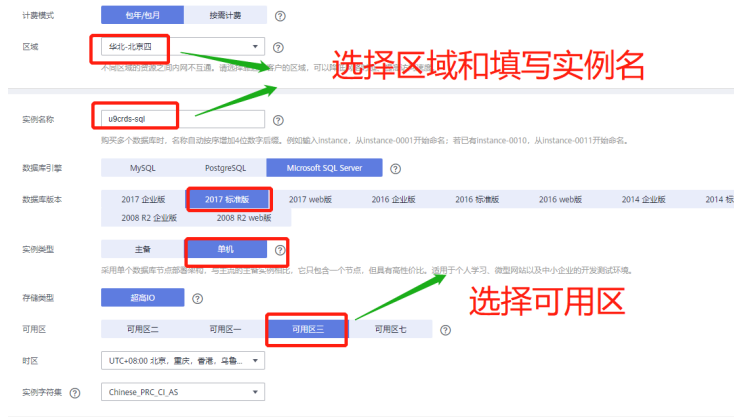 计费模式 包年/包月 按需计费
区域 华北-北京四
不同区域的资源之间内网不互通。请选择 客户的区域，可以
选择区域和填写实例名
实例名称 u9crds-sql
购买多个数据库时，名称自动按序增加4位数字后缀。例如输入instance，从instance-0001开始命名；若已有instance-0010，从instance-0011开始命名。
数据库引擎 MySQL PostgreSQL Microsoft SQL Server
数据库版本 2017 企业版 2017 标准版 2017 web版 2016 企业版 2016 标准版 2016 web版 2014 企业版 2014 标
2008 R2 企业版 2008 R2 web版
实例类型 主备 单机
采用单个数据库节点部署架构，与主流的主备实例相比，它只包含一个节点，但具有高性价比。适用于个人学习、微型网站以及中小企业的开发测试环境。
存储类型 超高IO
选择可用区
可用区 可用区二 可用区一 可用区三 可用区七
时区 UTC+08:00 北京，重庆，香港，乌鲁...
实例字符集 Chinese_PRC_CI_AS